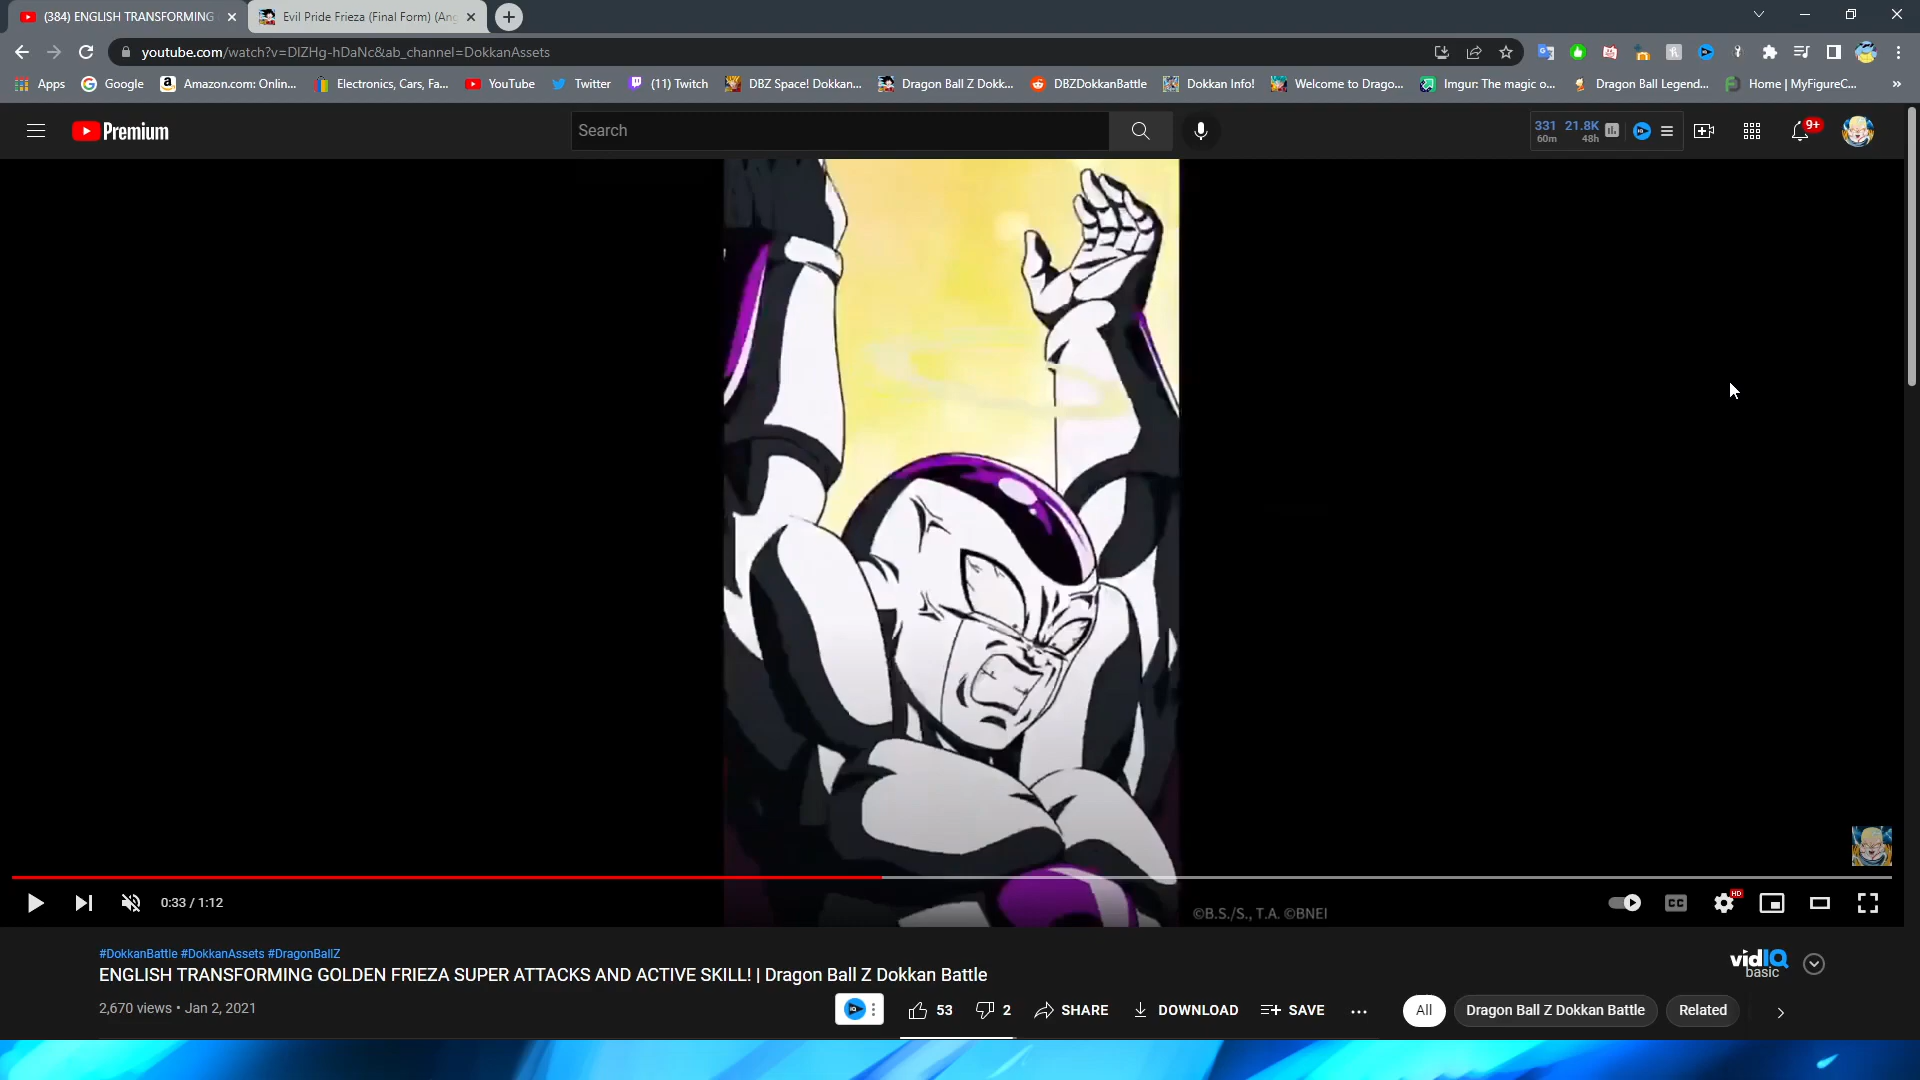 (384) ENGLISH TRANSFORMING
Evil Pride Frieza (Final Form) (Ang
youtube.com/watch?v=DlZHg-hDaNc&ab_channel=DokkanAssets
Apps
Google
Amazon.com: Onlin...
Electronics, Cars, Fa...
YouTube
Twitter
(11) Twitch
DBZ Space! Dokkan...
Dragon Ball Z Dokk...
DBZDokkanBattle
Dokkan Info!
Welcome to Drago...
Imgur: The magic o...
Dragon Ball Legend...
Home | MyFigureC...
»
Premium
Search
331 21.8K
60m 48h
9+
0:33 / 1:12
CC
HD
©B.S./S., T.A. ©BNEI
#DokkanBattle #DokkanAssets #DragonBallZ
ENGLISH TRANSFORMING GOLDEN FRIEZA SUPER ATTACKS AND ACTIVE SKILL! | Dragon Ball Z Dokkan Battle
vidIQ
basic
2,670 views • Jan 2, 2021
53
2
SHARE
DOWNLOAD
SAVE
...
All
Dragon Ball Z Dokkan Battle
Related